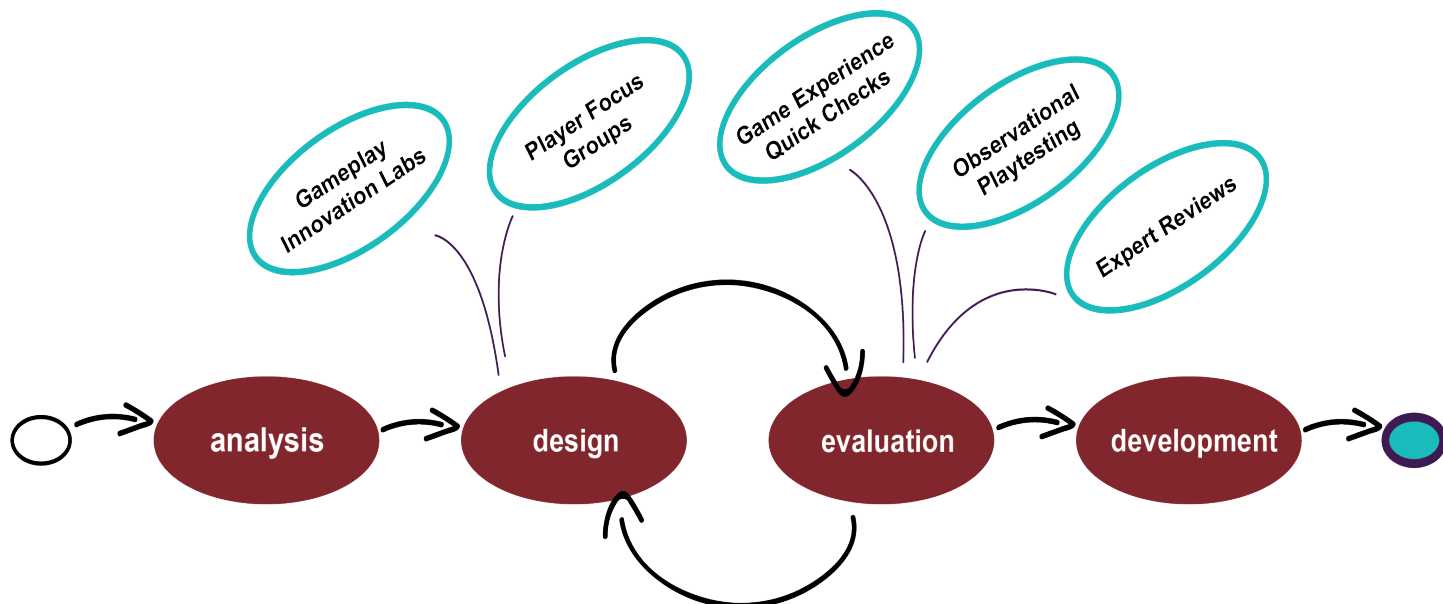 Gameplay
Innovation Labs
Player Focus
Groups
Game Experience
Quick Checks
Observational
Playtesting
Expert Reviews
analysis
design
evaluation
development